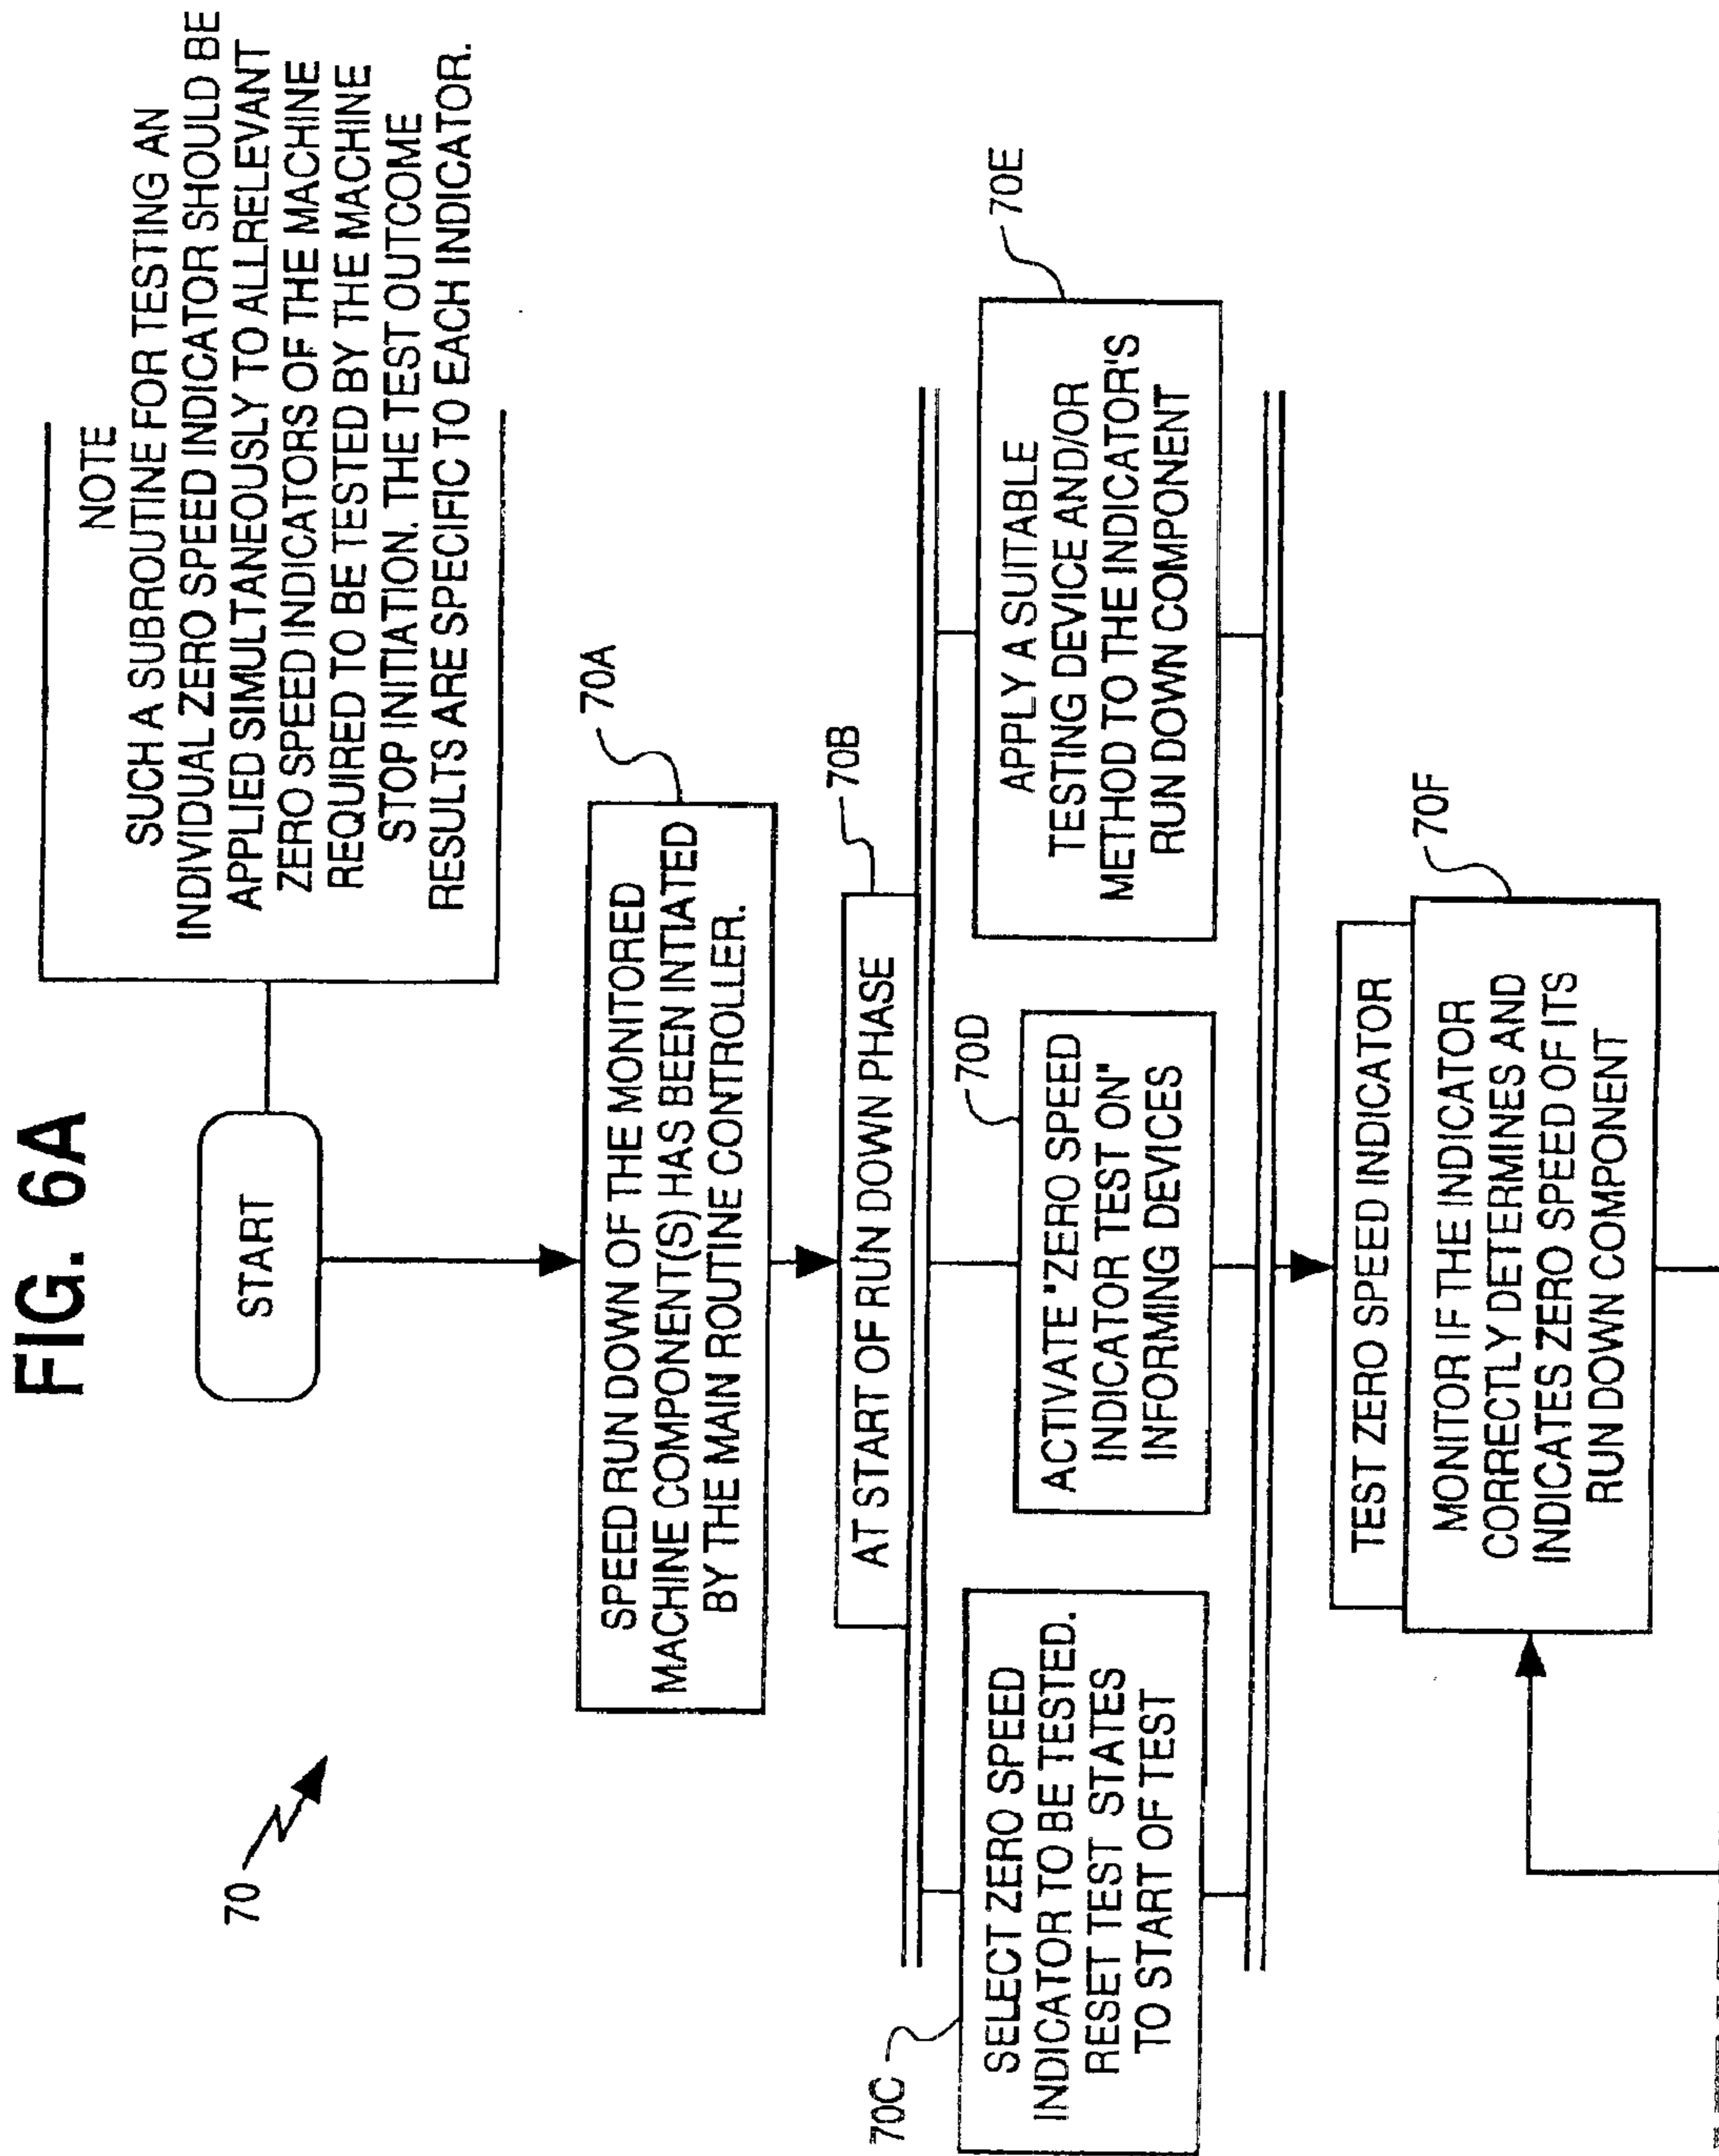 FIG. 6A
70
START
NOTE
SUCH A SUBROUTINE FOR TESTING AN
INDIVIDUAL ZERO SPEED INDICATOR SHOULD BE
APPLIED SIMULTANEOUSLY TO ALLRELEVANT
ZERO SPEED INDICATORS OF THE MACHINE
REQUIRED TO BE TESTED BY THE MACHINE
STOP INITIATION. THE TEST OUTCOME
RESULTS ARE SPECIFIC TO EACH INDICATOR.
70A
SPEED RUN DOWN OF THE MONITORED
MACHINE COMPONENT(S) HAS BEEN INTIATED
BY THE MAIN ROUTINE CONTROLLER.
70B
AT START OF RUN DOWN PHASE
70C
SELECT ZERO SPEED
INDICATOR TO BE TESTED.
RESET TEST STATES
TO START OF TEST
70D
ACTIVATE "ZERO SPEED
INDICATOR TEST ON"
INFORMING DEVICES
70E
APPLY A SUITABLE
TESTING DEVICE AND/OR
METHOD TO THE INDICATOR'S
RUN DOWN COMPONENT
TEST ZERO SPEED INDICATOR
70F
MONITOR IF THE INDICATOR
CORRECTLY DETERMINES AND
INDICATES ZERO SPEED OF ITS
RUN DOWN COMPONENT